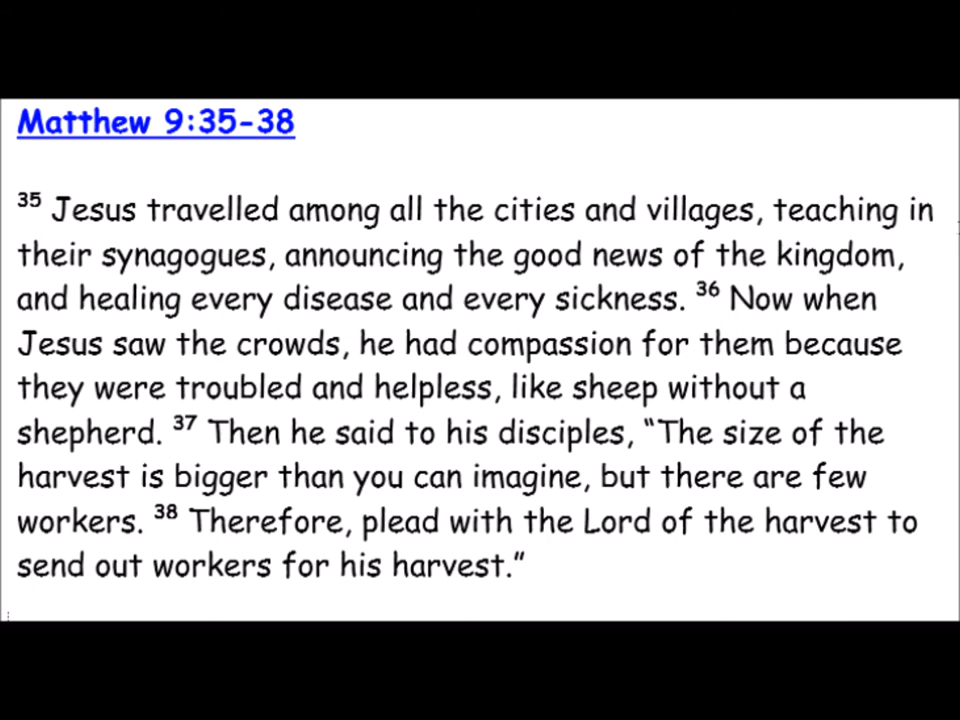 Matthew 9:35-38
35 Jesus travelled among all the cities and villages, teaching in
their synagogues, announcing the good news of the kingdom,
and healing every disease and every sickness. 36 Now when
Jesus saw the crowds, he had compassion for them because
they were troubled and helpless, like sheep without a
shepherd. 37 Then he said to his disciples, “The size of the
harvest is bigger than you can imagine, but there are few
workers. 38 Therefore, plead with the Lord of the harvest to
send out workers for his harvest.”